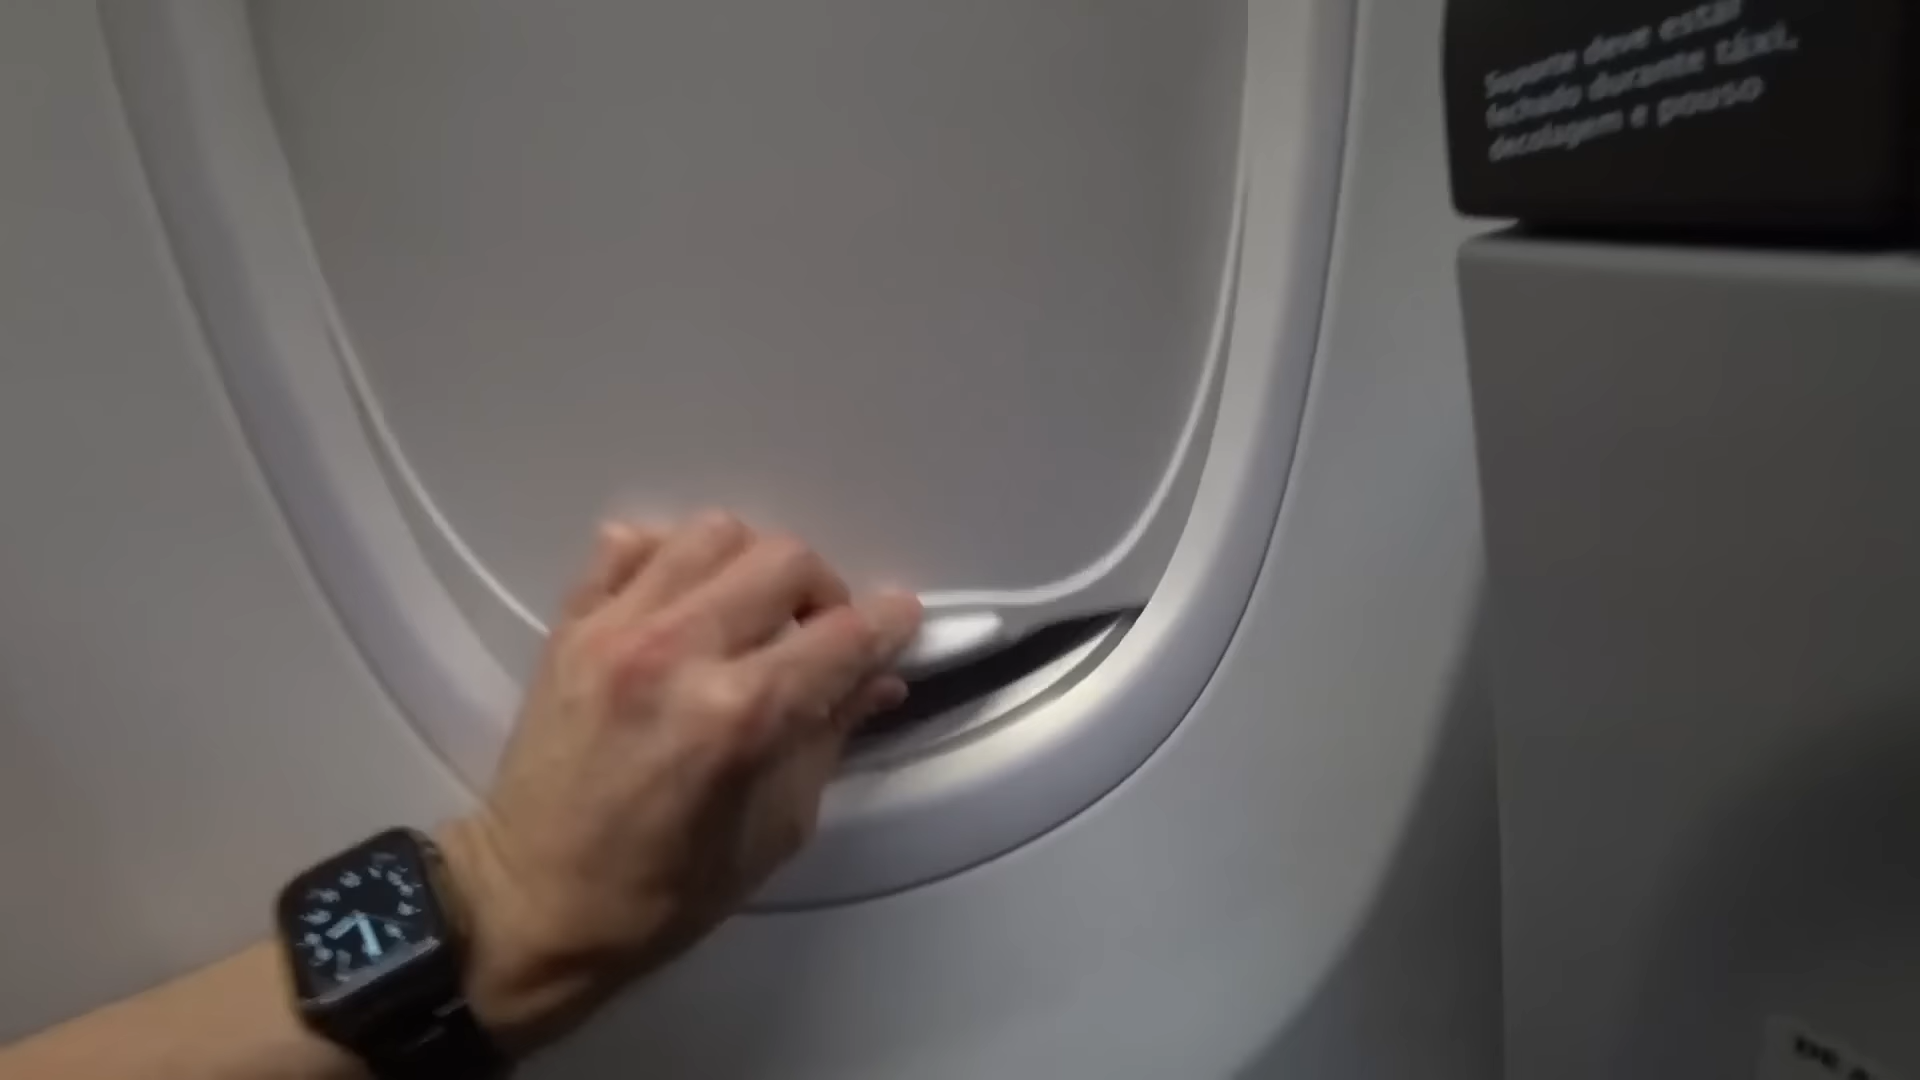 Suporte deve estar
fechado durante táxi,
decolagem e pouso